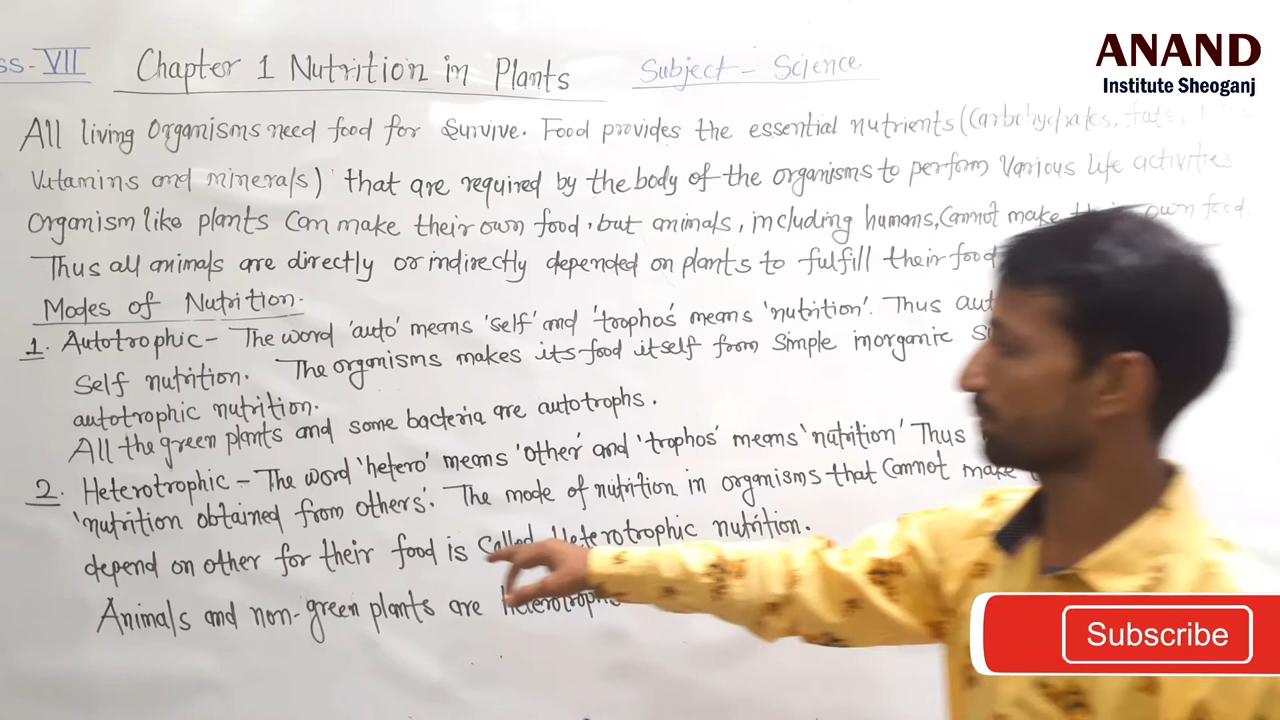 ANAND
Institute Sheoganj
ss-VII Chapter 1 Nutrition in Plants Subject - Science
All living organisms need food for survive. Food provides the essential nutrients (Carbohydrates, fats,
vitamins and minerals) that are required by the body of the organisms to perform various life activities
Organism like plants can make their own food, but animals, including humans, cannot make their own food.
Thus all animals are directly or indirectly depended on plants to fulfill their food
Modes of Nutrition.
1. Autotrophic - The word 'auto' means 'self' and 'trophos' means 'nutrition'. Thus
self nutrition. The organisms makes its food itself from simple inorganic
autotrophic nutrition.
All the green plants and some bacteria are autotrophs.
2. Heterotrophic - The word 'hetero' means 'other' and 'trophos' means 'nutrition' Thus
'nutrition obtained from others'. The mode of nutrition in organisms that cannot make
depend on other for their food is called Heterotrophic nutrition.
Animals and non-green plants are
Subscribe